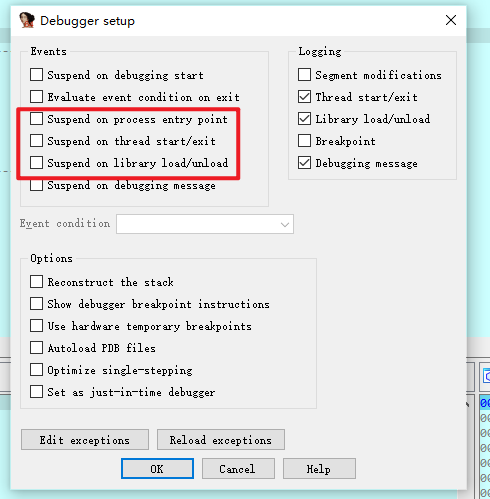 Debugger setup
Events
Suspend on debugging start
Evaluate event condition on exit
Suspend on process entry point
Suspend on thread start/exit
Suspend on library load/unload
Suspend on debugging message
Logging
Segment modifications
Thread start/exit
Library load/unload
Breakpoint
Debugging message
Event condition
Options
Reconstruct the stack
Show debugger breakpoint instructions
Use hardware temporary breakpoints
Autoload PDB files
Optimize single-stepping
Set as just-in-time debugger
Edit exceptions
Reload exceptions
OK
Cancel
Help